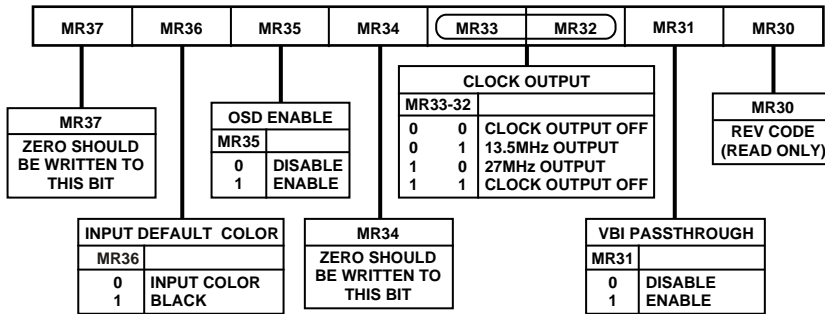 MR37 MR36 MR35 MR34 MR33 MR32 MR31 MR30
MR37
ZERO SHOULD
BE WRITTEN TO
THIS BIT
OSD ENABLE
MR35
0 DISABLE
1 ENABLE
CLOCK OUTPUT
MR33-32
0 0 CLOCK OUTPUT OFF
0 1 13.5MHz OUTPUT
1 0 27MHz OUTPUT
1 1 CLOCK OUTPUT OFF
MR30
REV CODE
(READ ONLY)
INPUT DEFAULT COLOR
MR36
0 INPUT COLOR
1 BLACK
MR34
ZERO SHOULD
BE WRITTEN TO
THIS BIT
VBI PASSTHROUGH
MR31
0 DISABLE
1 ENABLE